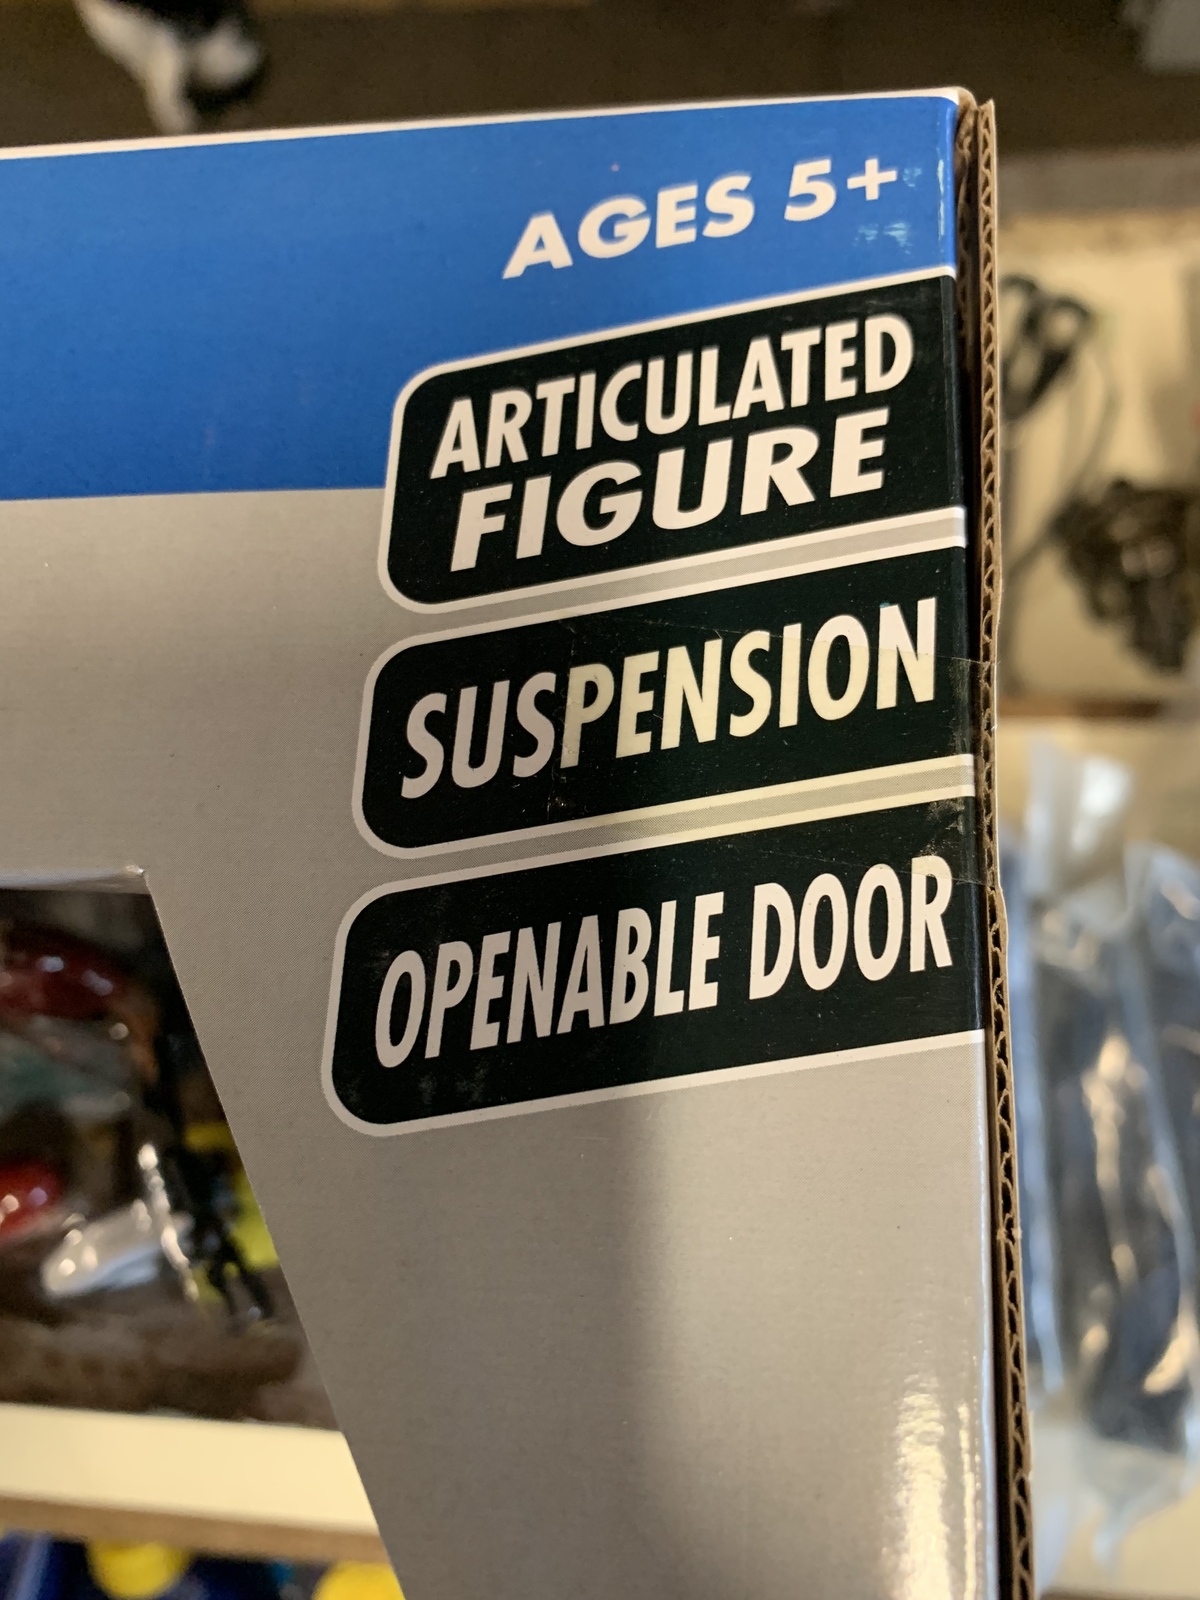 AGES 5+
ARTICULATED
FIGURE
SUSPENSION
OPENABLE DOOR